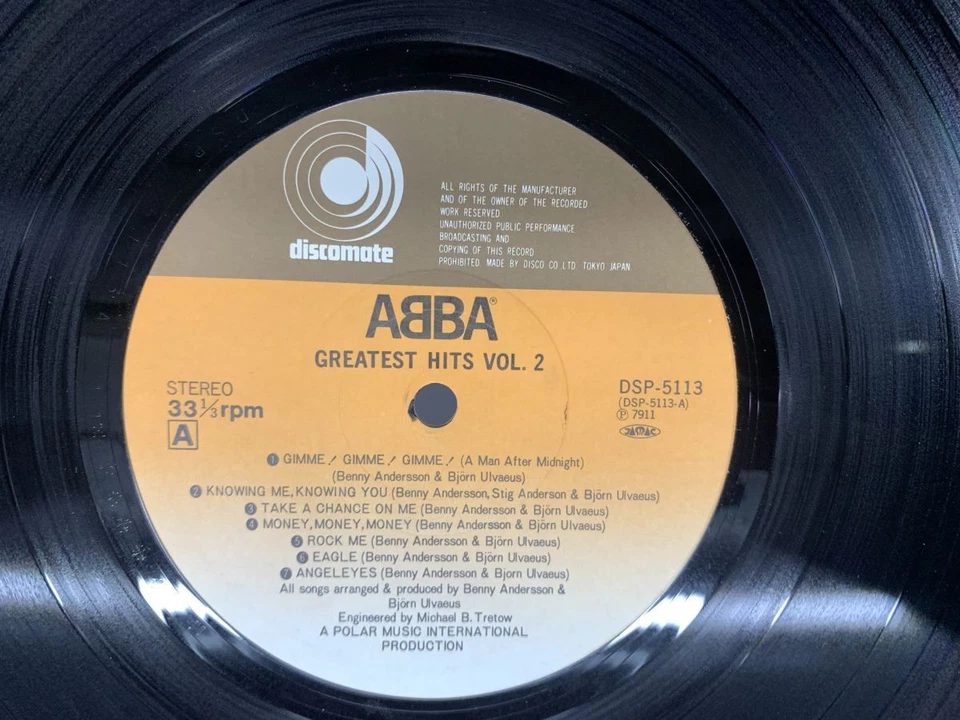 discomate
ALL RIGHTS OF THE MANUFACTURER
AND OF THE OWNER OF THE RECORDED
WORK RESERVED
UNAUTHORIZED PUBLIC PERFORMANCE
BROADCASTING AND
COPYING OF THIS RECORD
PROHIBITED. MADE BY DISCO CO.LTD. TOKYO JAPAN
ABBA®
GREATEST HITS VOL. 2
STEREO
33 1/3 rpm
A
DSP-5113
(DSP-5113-A)
Ⓟ 7911
JASRAC
❶ GIMME! GIMME! GIMME! (A Man After Midnight)
(Benny Andersson & Björn Ulvaeus)
❷ KNOWING ME, KNOWING YOU (Benny Andersson, Stig Anderson & Björn Ulvaeus)
❸ TAKE A CHANCE ON ME (Benny Andersson & Björn Ulvaeus)
❹ MONEY, MONEY, MONEY (Benny Andersson & Björn Ulvaeus)
❺ ROCK ME (Benny Andersson & Björn Ulvaeus)
❻ EAGLE (Benny Andersson & Björn Ulvaeus)
❼ ANGELEYES (Benny Andersson & Björn Ulvaeus)
All songs arranged & produced by Benny Andersson &
Björn Ulvaeus
Engineered by Michael B. Tretow
A POLAR MUSIC INTERNATIONAL
PRODUCTION